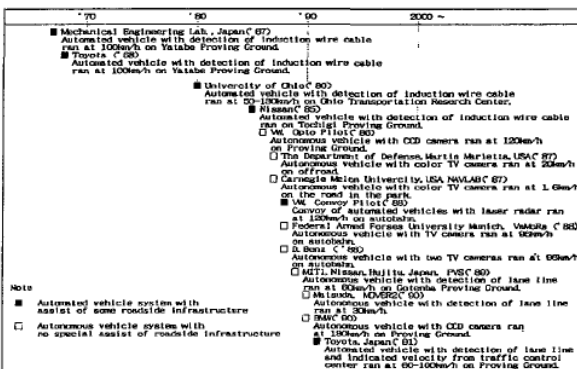 '70 '80 '90 2000 ~
■ Mechanical Engineering Lab., Japan('67)
Automated vehicle with detection of induction wire cable
ran at 100km/h on Yatabe Proving Ground.
■ Toyota ('68)
Automated vehicle with detection of induction wire cable
ran at 100km/h on Yatabe Proving Ground.
■ University of Ohio('80)
Automated vehicle with detection of induction wire cable
ran at 50-130km/h on Ohio Transportation Research Center.
■ Nissan('85)
Automated vehicle with detection of induction wire cable
ran on Tochigi Proving Ground.
□ VW. Opto Pilot('86)
Autonomous vehicle with CCD camera ran at 120km/h
on Proving Ground.
□ The Department of Defense, Martin Marietta, USA('87)
Autonomous vehicle with color TV camera ran at 20km/h
on offroad.
□ Carnegie Melon University, USA, NAVLAB('87)
Autonomous vehicle with color TV camera ran at 1.6km/h
on the road in the park.
■ VW. Convoy Pilot('88)
Convoy of automated vehicles with laser radar ran
at 120km/h on autobahn.
□ Federal Armed Forses University Munich, VaMoRs ('88)
Autonomous vehicle with TV camera ran at 96km/h
on autobahn.
□ D. Benz ('88)
Autonomous vehicle with two TV cameras ran at 96km/h
on autobahn.
□ MITI, Nissan, Hujitu, Japan, PVS('89)
Autonomous vehicle with detection of lane line
ran at 60km/h on Gotemba Proving Ground.
□ Matsuda, MOVER2('90)
Autonomous vehicle with detection of lane line
ran at 30km/h.
□ BMW('90)
Autonomous vehicle with CCD camera ran
at 190km/h on Proving Ground.
■ Toyota, Japan('91)
Automated vehicle with detection of lane line
and indicated velocity from traffic control
center ran at 60-100km/h on Proving Ground.
Note
■ Automated vehicle system with
assist of some roadside infrastructure
□ Autonomous vehicle system with
no special assist of roadside infrastructure